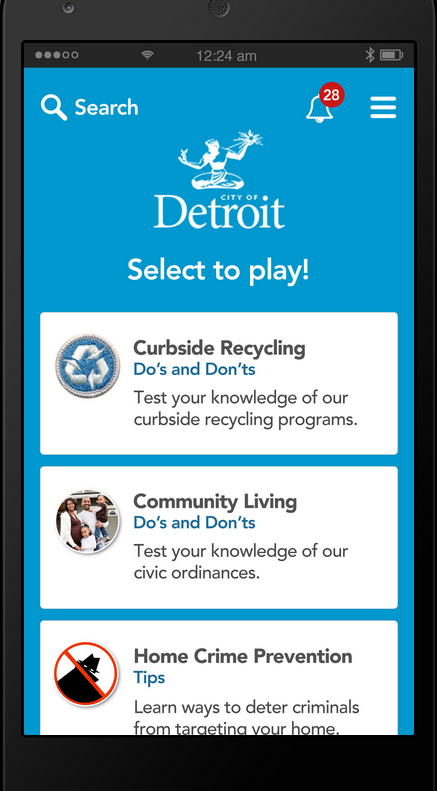 12:24 am
Search
28
CITY OF
Detroit
Select to play!
Curbside Recycling
Do's and Don'ts
Test your knowledge of our
curbside recycling programs.
Community Living
Do's and Don'ts
Test your knowledge of our
civic ordinances.
Home Crime Prevention
Tips
Learn ways to deter criminals
from targeting your home.